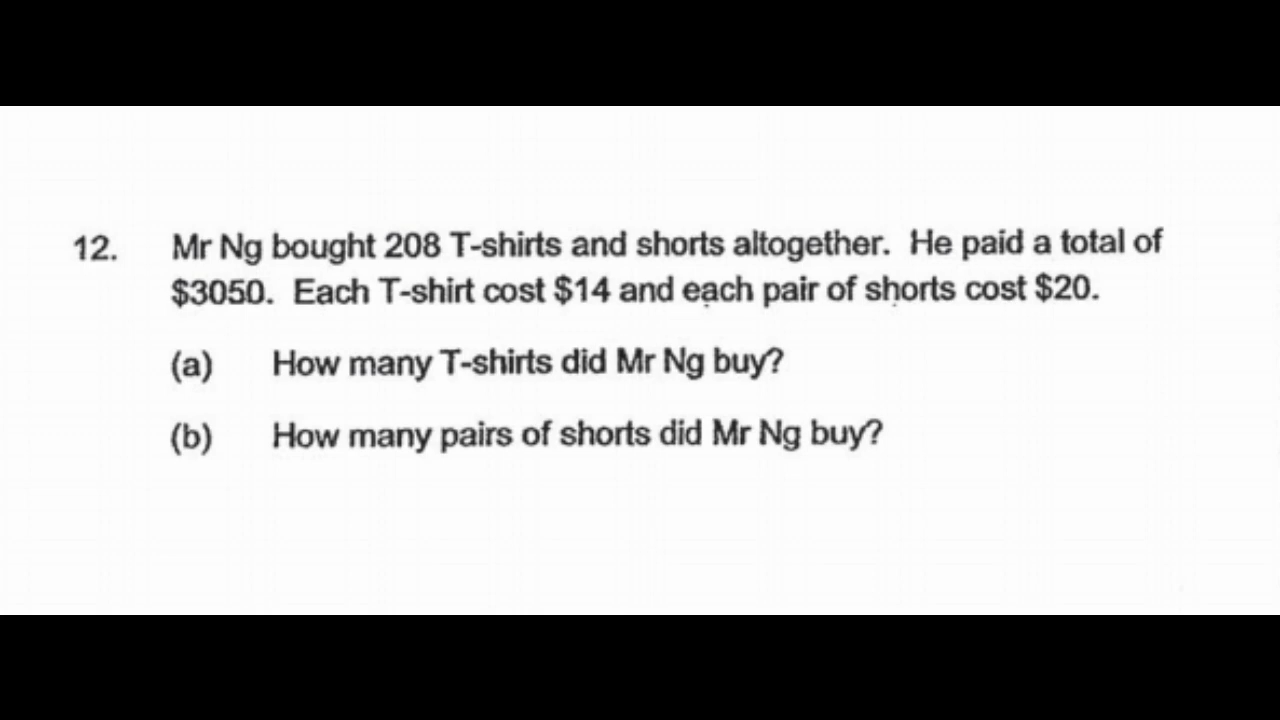 12. Mr Ng bought 208 T-shirts and shorts altogether. He paid a total of
$3050. Each T-shirt cost $14 and each pair of shorts cost $20.
(a) How many T-shirts did Mr Ng buy?
(b) How many pairs of shorts did Mr Ng buy?